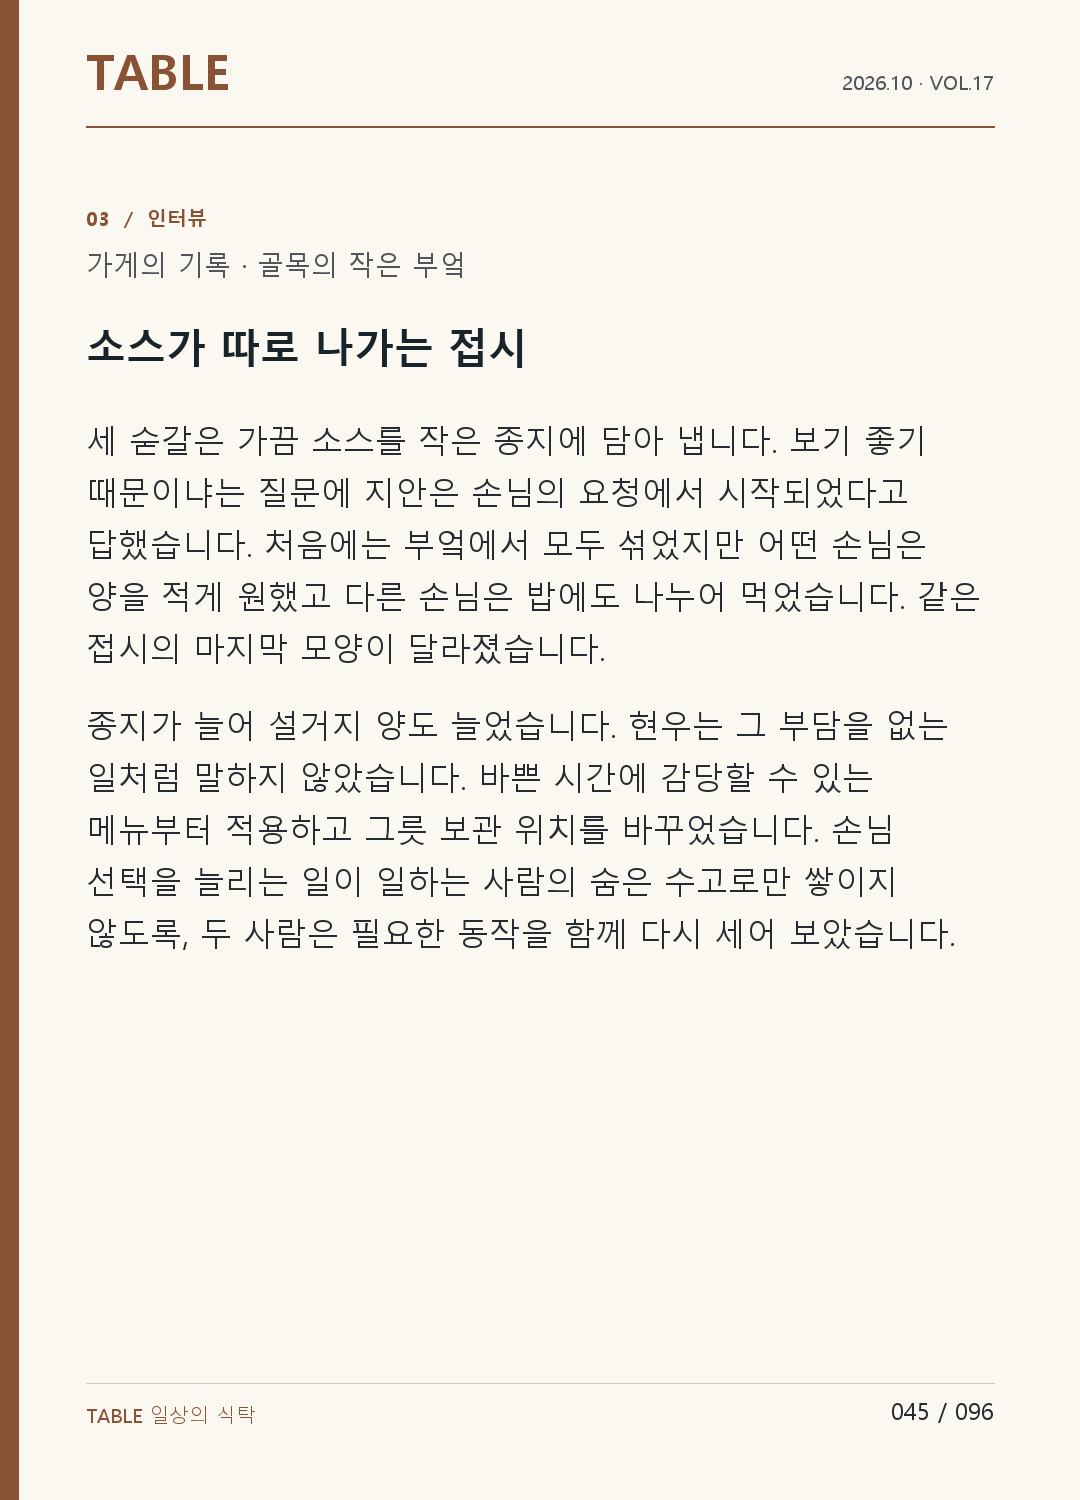 TABLE
2026.10 · VOL.17
03 / 인터뷰
가게의 기록 · 골목의 작은 부엌
소스가 따로 나가는 접시
세 숟갈은 가끔 소스를 작은 종지에 담아 냅니다. 보기 좋기
때문이냐는 질문에 지안은 손님의 요청에서 시작되었다고
답했습니다. 처음에는 부엌에서 모두 섞었지만 어떤 손님은
양을 적게 원했고 다른 손님은 밥에도 나누어 먹었습니다. 같은
접시의 마지막 모양이 달라졌습니다.
종지가 늘어 설거지 양도 늘었습니다. 현우는 그 부담을 없는
일처럼 말하지 않았습니다. 바쁜 시간에 감당할 수 있는
메뉴부터 적용하고 그릇 보관 위치를 바꾸었습니다. 손님
선택을 늘리는 일이 일하는 사람의 숨은 수고로만 쌓이지
않도록, 두 사람은 필요한 동작을 함께 다시 세어 보았습니다.
TABLE 일상의 식탁
045 / 096